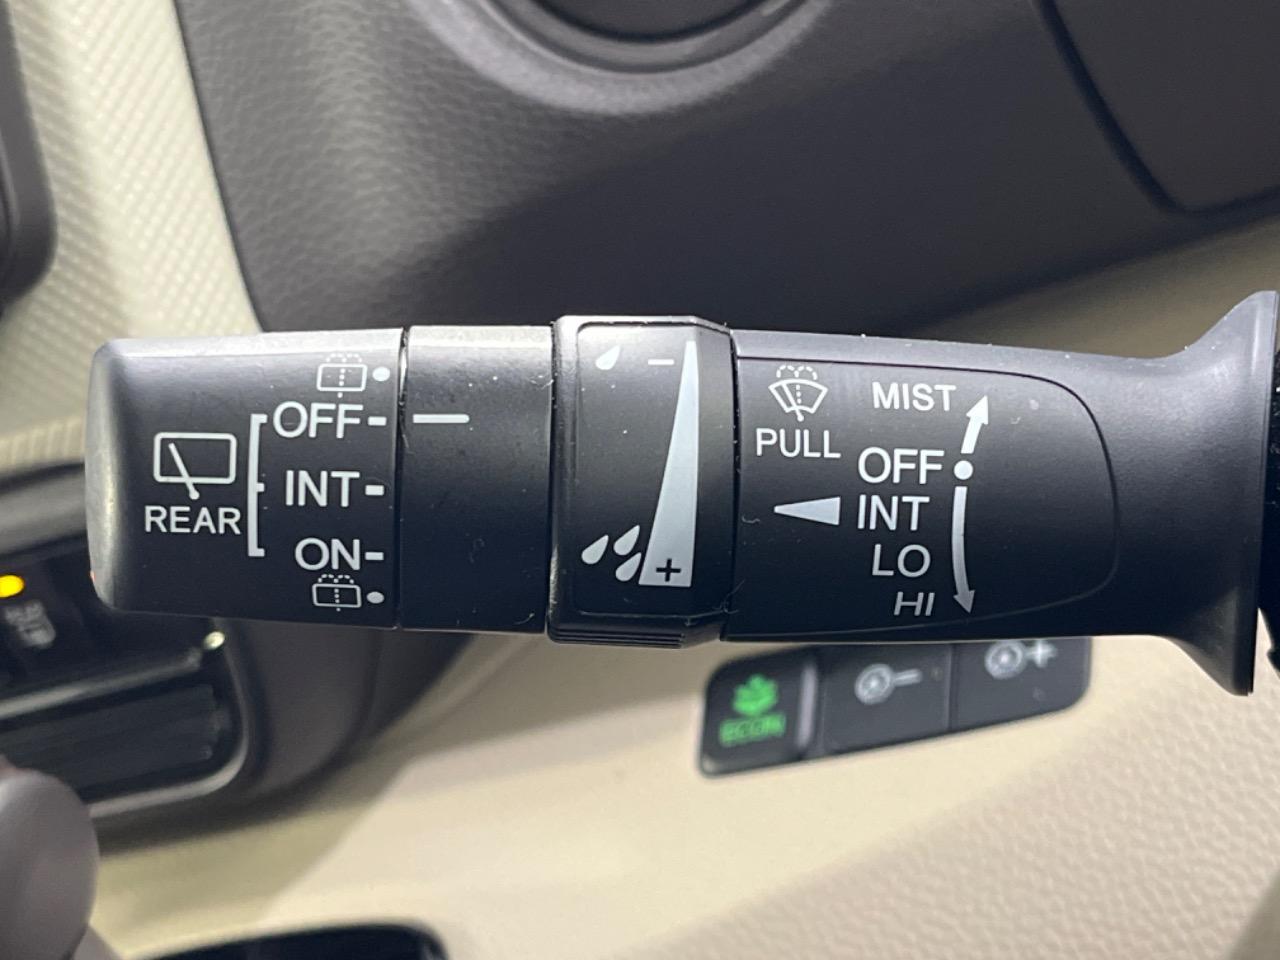 OFF
INT
ON
REAR
−
+
PULL
MIST
OFF
INT
LO
HI
ECON
−
+